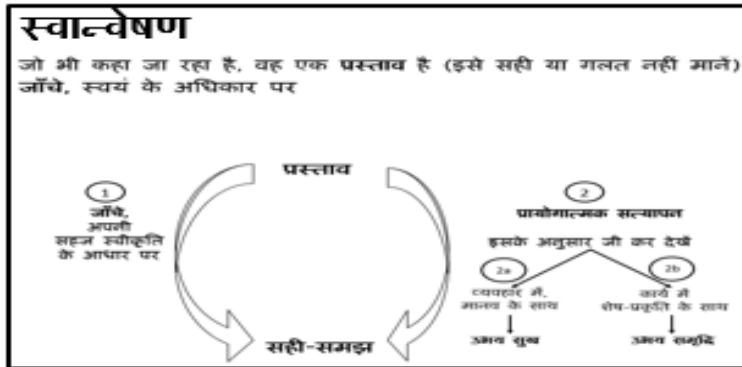 स्वान्वेषण
जो भी कहा जा रहा है, वह एक प्रस्ताव है (इसे सही या गलत नहीं मानें)
जाँचे, स्वयं के अधिकार पर
प्रस्ताव
1
जाँचे,
अपनी
सहज स्वीकृति
के आधार पर
2
प्रायोगात्मक सत्यापन
इसके अनुसार जी कर देखें
2a
व्यवहार में,
मानव के साथ
उभय सुख
2b
कार्य में
शेष-प्रकृति के साथ
उभय समृद्धि
सही-समझ